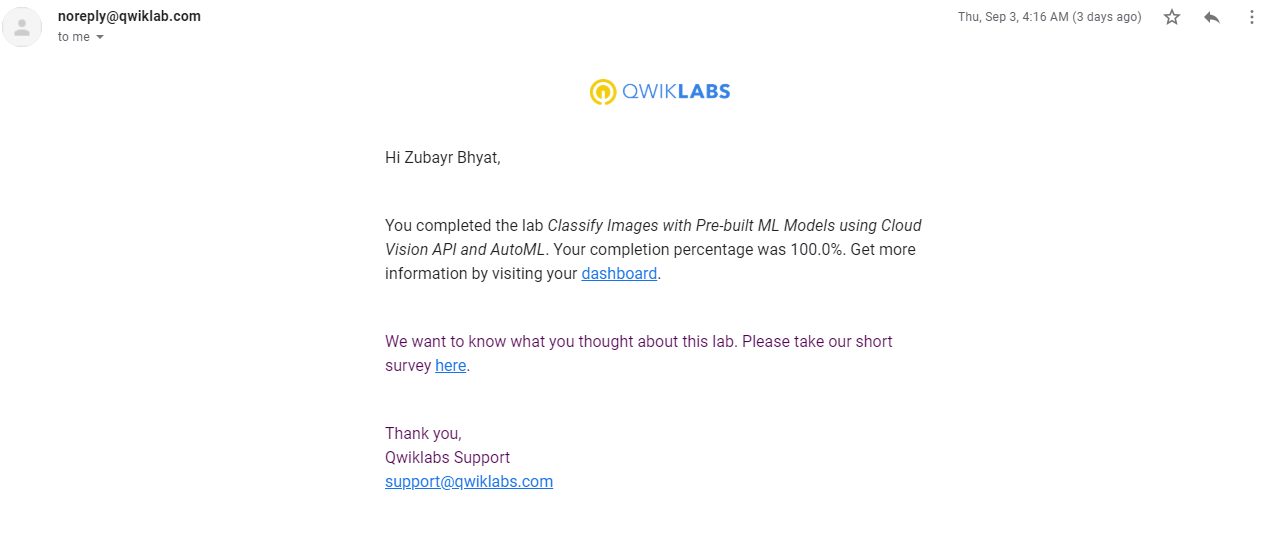 noreply@qwiklab.com
Thu, Sep 3, 4:16 AM (3 days ago)
to me
QWIKLABS
Hi Zubayr Bhyat,
You completed the lab Classify Images with Pre-built ML Models using Cloud
Vision API and AutoML. Your completion percentage was 100.0%. Get more
information by visiting your dashboard.
We want to know what you thought about this lab. Please take our short
survey here.
Thank you,
Qwiklabs Support
support@qwiklabs.com